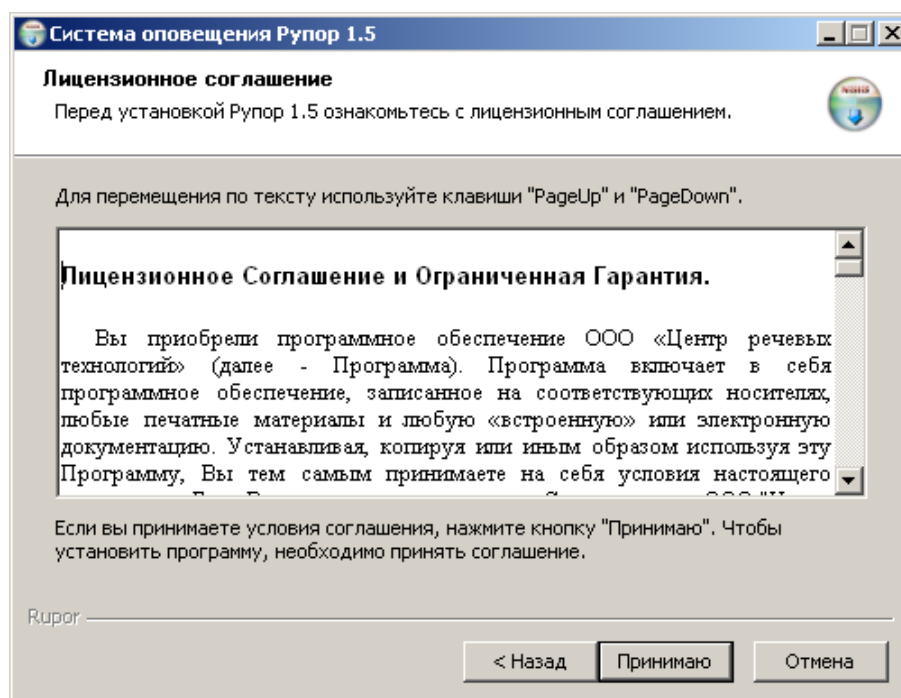 Система оповещения Рупор 1.5
Лицензионное соглашение
Перед установкой Рупор 1.5 ознакомьтесь с лицензионным соглашением.
Для перемещения по тексту используйте клавиши "PageUp" и "PageDown".
Лицензионное Соглашение и Ограниченная Гарантия.
Вы приобрели программное обеспечение ООО «Центр речевых
технологий» (далее - Программа). Программа включает в себя
программное обеспечение, записанное на соответствующих носителях,
любые печатные материалы и любую «встроенную» или электронную
документацию. Устанавливая, копируя или иным образом используя эту
Программу, Вы тем самым принимаете на себя условия настоящего
Если вы принимаете условия соглашения, нажмите кнопку "Принимаю". Чтобы
установить программу, необходимо принять соглашение.
Rupor
< Назад
Принимаю
Отмена